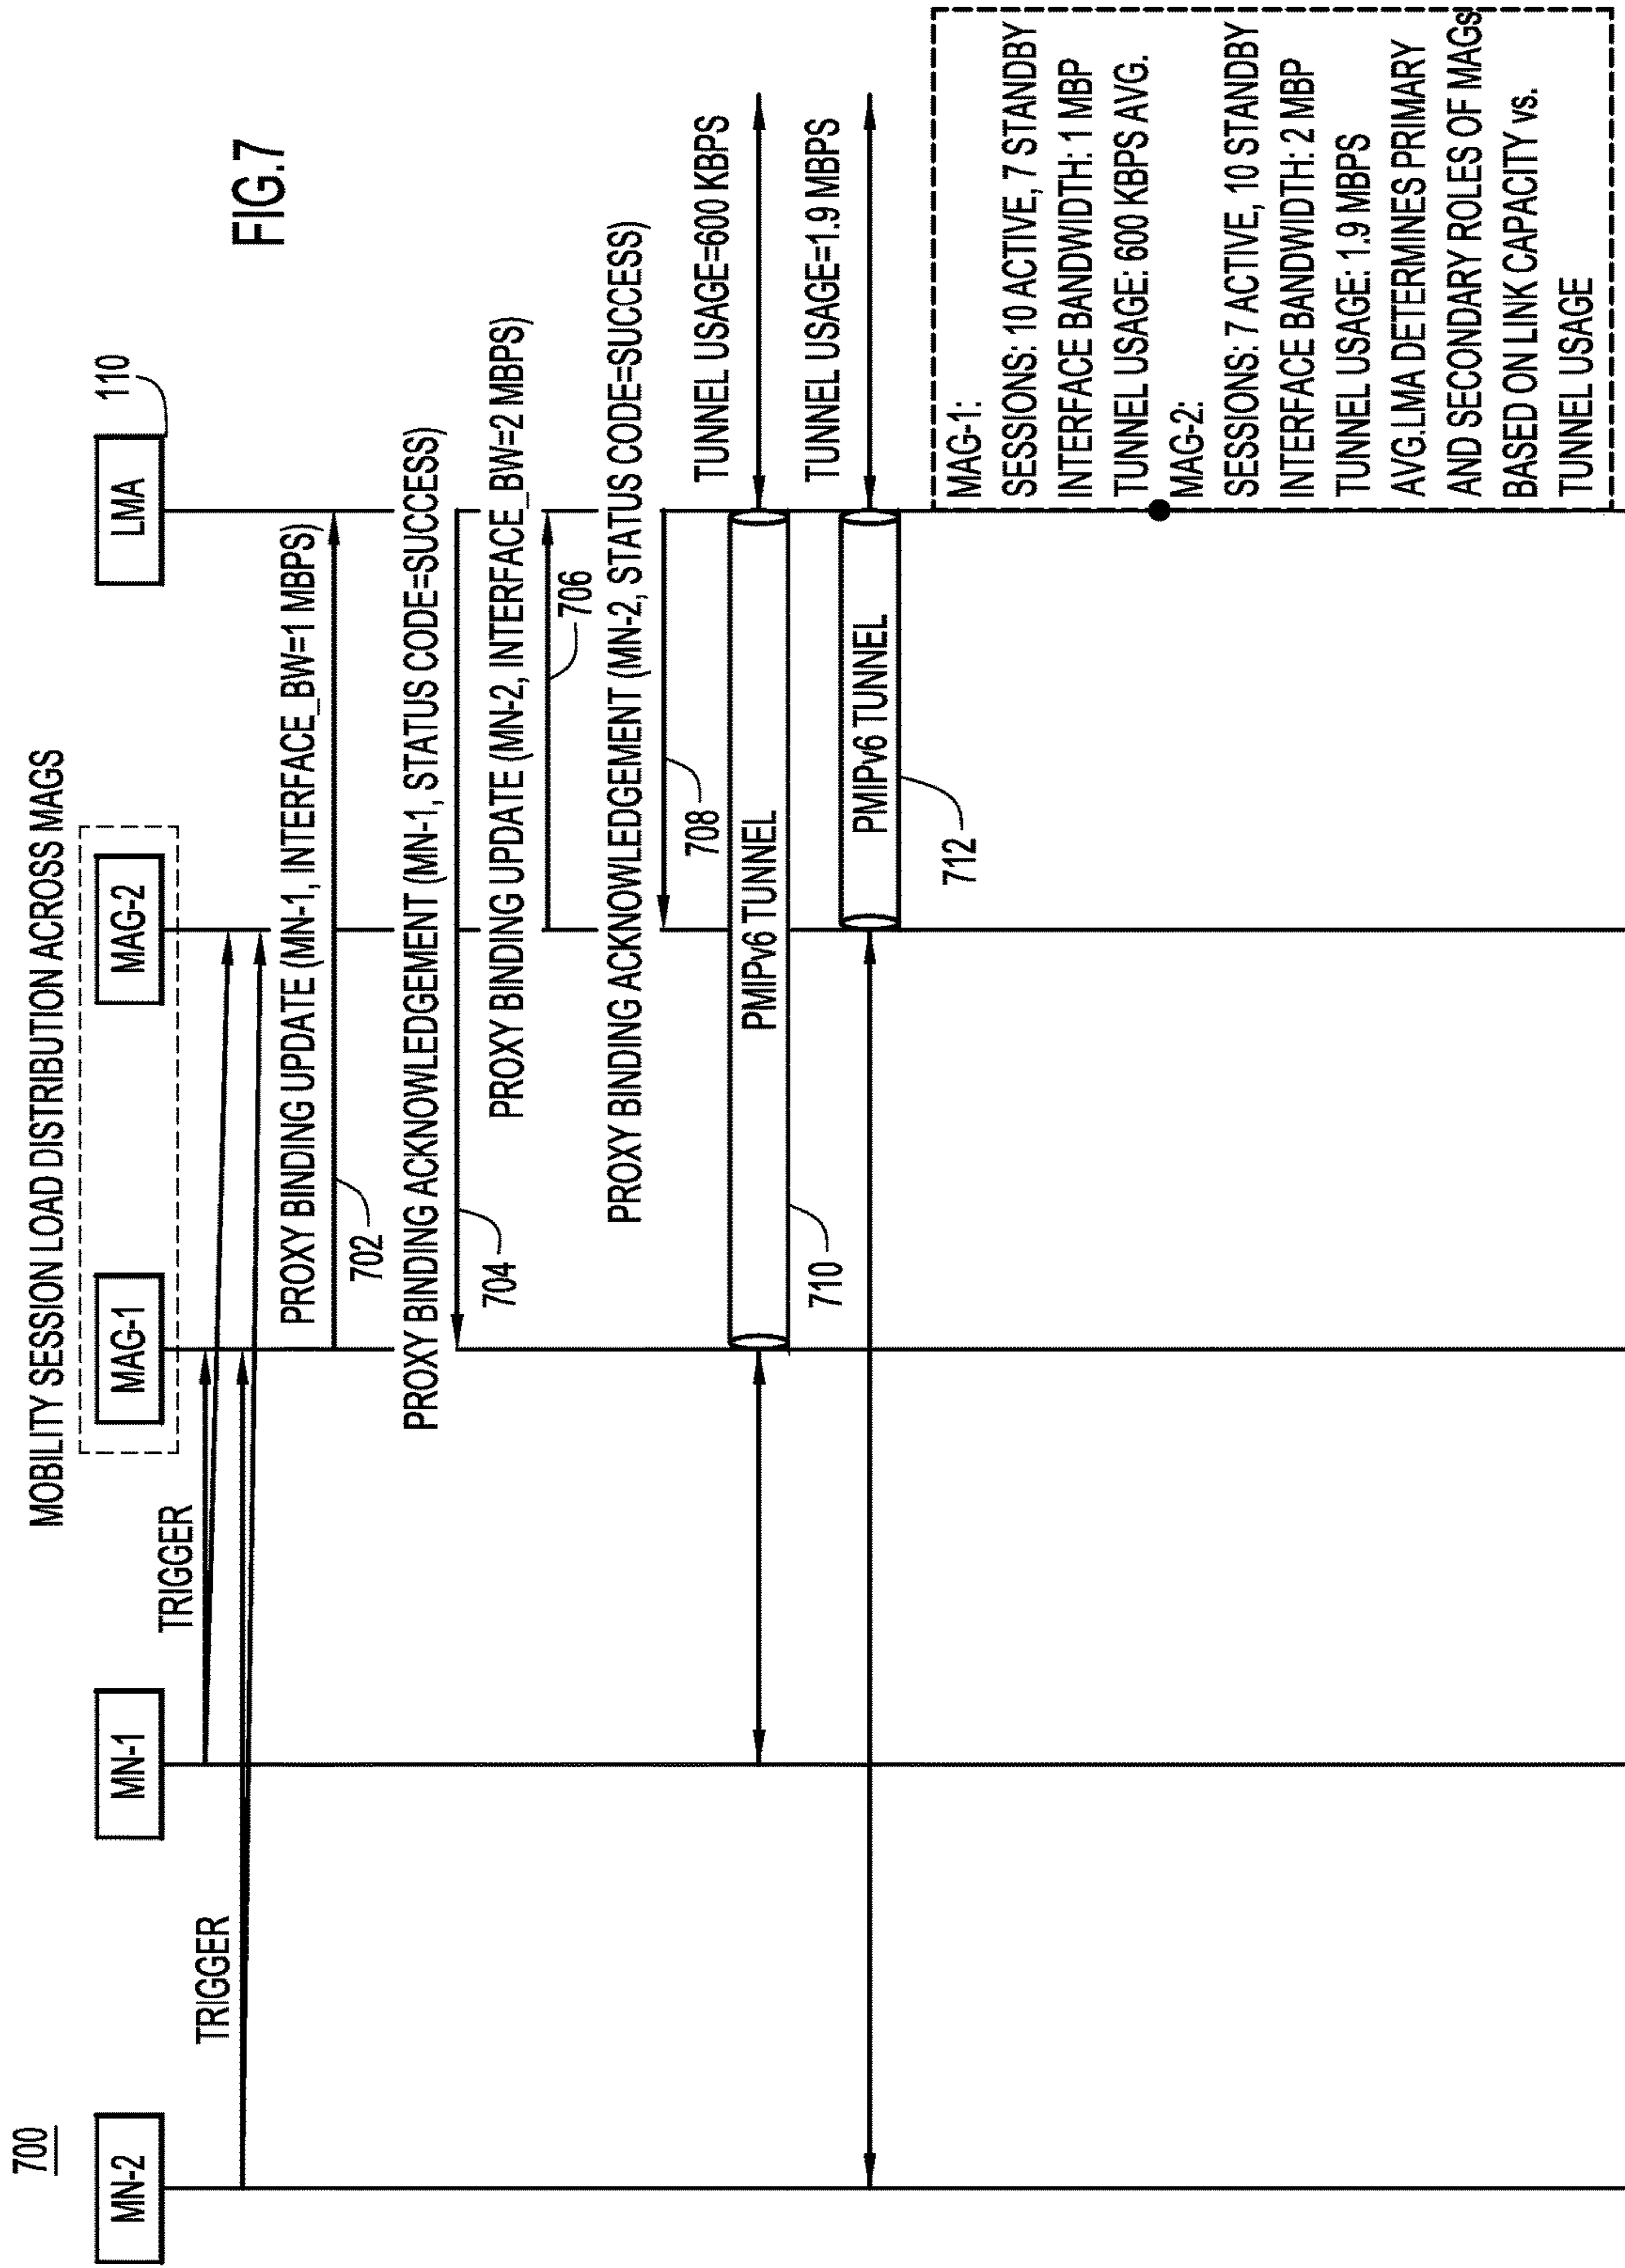 700
MOBILITY SESSION LOAD DISTRIBUTION ACROSS MAGS
FIG.7
MN-2
MN-1
MAG-1
MAG-2
LMA
110
TRIGGER
TRIGGER
PROXY BINDING UPDATE (MN-1, INTERFACE_BW=1 MBPS)
702
PROXY BINDING ACKNOWLEDGEMENT (MN-1, STATUS CODE=SUCCESS)
704
PROXY BINDING UPDATE (MN-2, INTERFACE_BW=2 MBPS)
706
PROXY BINDING ACKNOWLEDGEMENT (MN-2, STATUS CODE=SUCCESS)
708
TUNNEL USAGE=600 KBPS
PMIPv6 TUNNEL
710
TUNNEL USAGE=1.9 MBPS
PMIPv6 TUNNEL
712
MAG-1:
SESSIONS: 10 ACTIVE, 7 STANDBY
INTERFACE BANDWIDTH: 1 MBP
TUNNEL USAGE: 600 KBPS AVG.
MAG-2:
SESSIONS: 7 ACTIVE, 10 STANDBY
INTERFACE BANDWIDTH: 2 MBP
TUNNEL USAGE: 1.9 MBPS
AVG.LMA DETERMINES PRIMARY
AND SECONDARY ROLES OF MAGs
BASED ON LINK CAPACITY vs.
TUNNEL USAGE